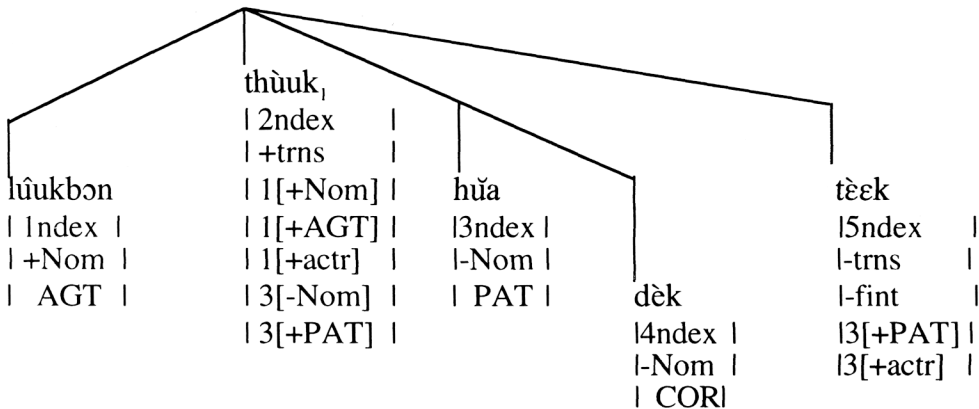 lûukbɔn
| 1ndex |
| +Nom |
| AGT |
thùuk₁
| 2ndex |
| +trns |
| 1[+Nom] |
| 1[+AGT] |
| 1[+actr] |
| 3[-Nom] |
| 3[+PAT] |
hǔa
|3ndex |
|-Nom |
| PAT |
dèk
|4ndex |
|-Nom |
| COR|
tὲɛk
|5ndex |
|-trns |
|-fint |
|3[+PAT] |
|3[+actr] |